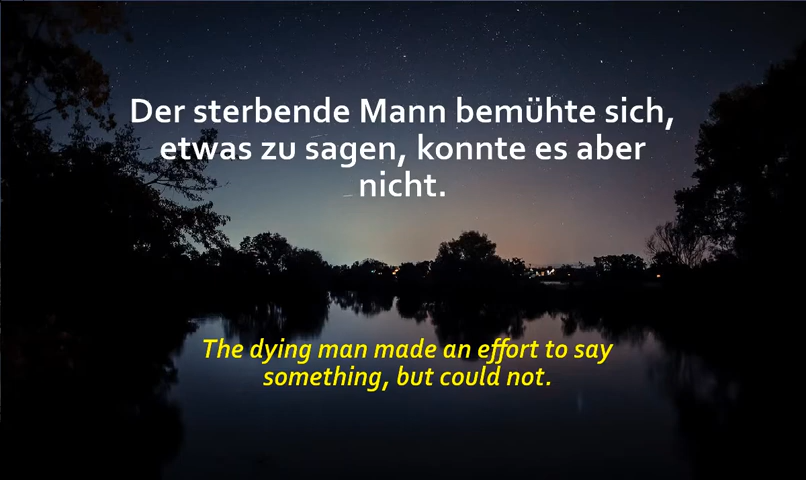 Der sterbende Mann bemühte sich,
etwas zu sagen, konnte es aber
nicht.
The dying man made an effort to say
something, but could not.